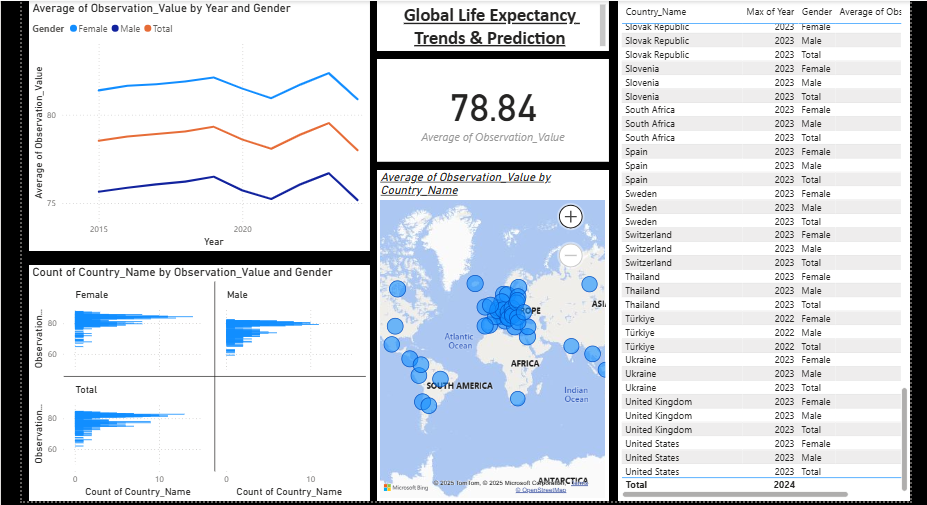 Average of Observation_Value by Year and Gender
Gender Female Male Total
Average of Observation_Value
80
75
2015 2020
Year
Count of Country_Name by Observation_Value and Gender
Female Male
Observation...
80
60
Total
Observation...
80
60
0 10 0 10
Count of Country_Name Count of Country_Name
Global Life Expectancy
Trends & Prediction
78.84
Average of Observation_Value
Average of Observation_Value by
Country_Name
Atlantic
Ocean
AFRICA
SOUTH AMERICA
Indian
Ocean
Microsoft Bing
© 2025 TomTom, © 2025 Microsoft Corporation,
ANTARCTICA
© OpenStreetMap
Country_Name Max of Year Gender Average of Obs
Slovak Republic 2023 Female
Slovak Republic 2023 Male
Slovak Republic 2023 Total
Slovenia 2023 Female
Slovenia 2023 Male
Slovenia 2023 Total
South Africa 2023 Female
South Africa 2023 Male
South Africa 2023 Total
Spain 2023 Female
Spain 2023 Male
Spain 2023 Total
Sweden 2023 Female
Sweden 2023 Male
Sweden 2023 Total
Switzerland 2023 Female
Switzerland 2023 Male
Switzerland 2023 Total
Thailand 2023 Female
Thailand 2023 Male
Thailand 2023 Total
Türkiye 2022 Female
Türkiye 2022 Male
Türkiye 2022 Total
Ukraine 2023 Female
Ukraine 2023 Male
Ukraine 2023 Total
United Kingdom 2023 Female
United Kingdom 2023 Male
United Kingdom 2023 Total
United States 2023 Female
United States 2023 Male
United States 2023 Total
Total 2024